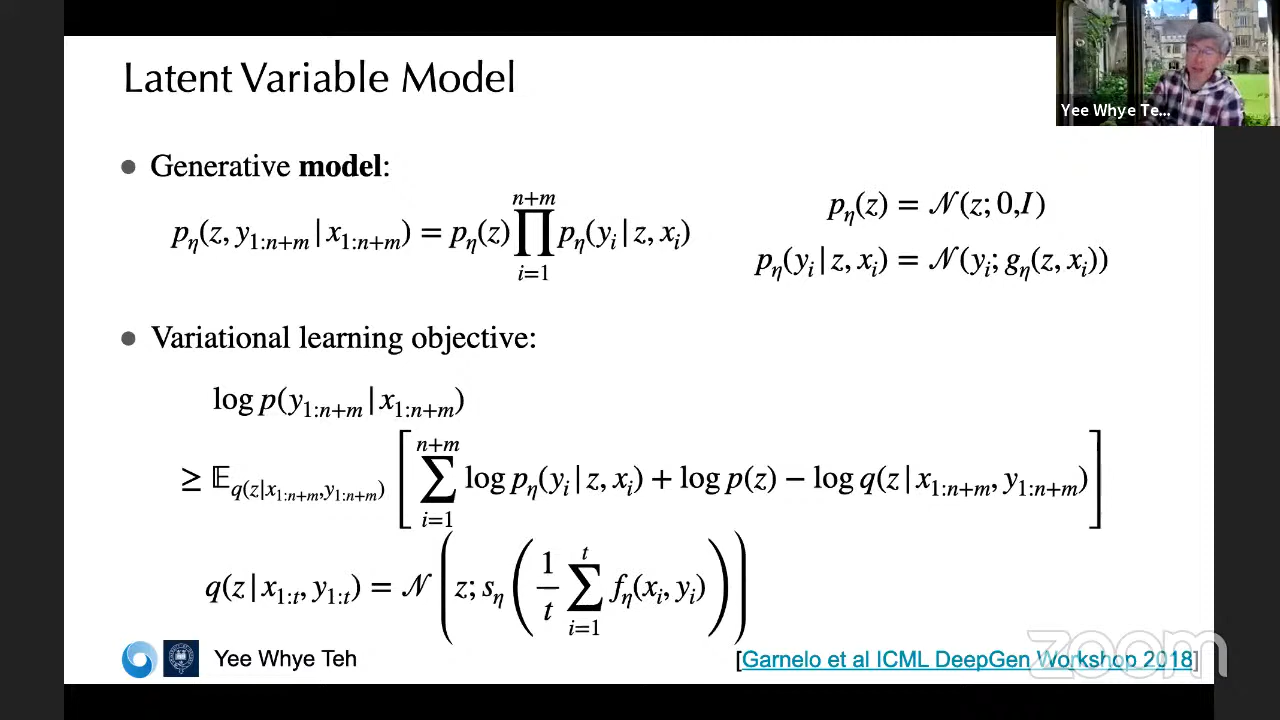 Latent Variable Model
Yee Whye Te...
● Generative model:
p_η(z, y_{1:n+m} | x_{1:n+m}) = p_η(z) ∏_{i=1}^{n+m} p_η(y_i | z, x_i)
p_η(z) = 𝒩(z; 0,I)
p_η(y_i | z, x_i) = 𝒩(y_i; g_η(z, x_i))
● Variational learning objective:
log p(y_{1:n+m} | x_{1:n+m})
≥ 𝔼_{q(z|x_{1:n+m}, y_{1:n+m})} [ ∑_{i=1}^{n+m} log p_η(y_i | z, x_i) + log p(z) − log q(z | x_{1:n+m}, y_{1:n+m}) ]
q(z | x_{1:t}, y_{1:t}) = 𝒩( z; s_η( 1/t ∑_{i=1}^{t} f_η(x_i, y_i) ) )
Yee Whye Teh
[Garnelo et al ICML DeepGen Workshop 2018]
zoom